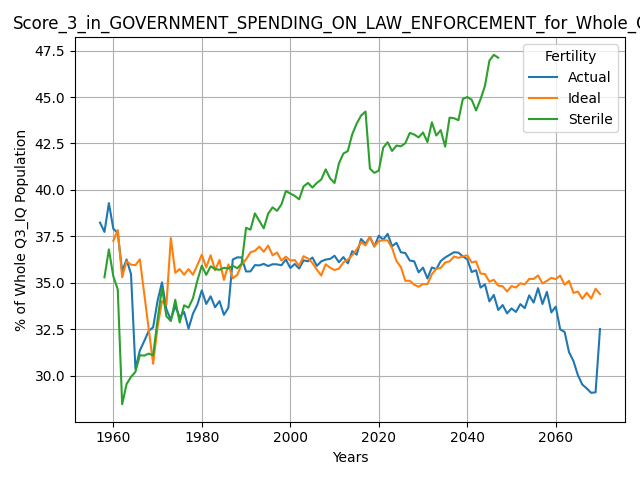 Score_3_in_GOVERNMENT_SPENDING_ON_LAW_ENFORCEMENT_for_Whole_
47.5
45.0
42.5
40.0
37.5
35.0
32.5
30.0
% of Whole Q3_IQ Population
Fertility
Actual
Ideal
Sterile
1960
1980
2000
2020
2040
2060
Years